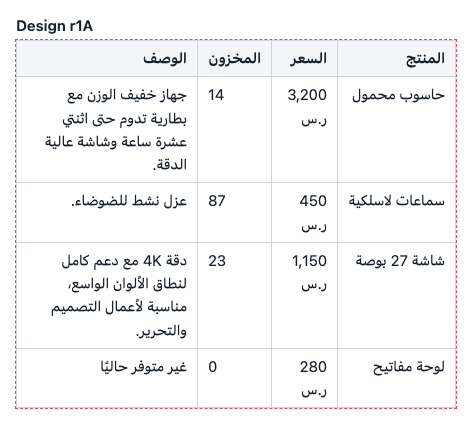 Design r1A
المنتج
السعر
المخزون
الوصف
حاسوب محمول
3,200
ر.س
14
جهاز خفيف الوزن مع
بطارية تدوم حتى اثنتي
عشرة ساعة وشاشة عالية
الدقة.
سماعات لاسلكية
450
ر.س
87
عزل نشط للضوضاء.
شاشة 27 بوصة
1,150
ر.س
23
دقة 4K مع دعم كامل
لنطاق الألوان الواسع،
مناسبة لأعمال التصميم
والتحرير.
لوحة مفاتيح
280
ر.س
0
غير متوفر حاليًا